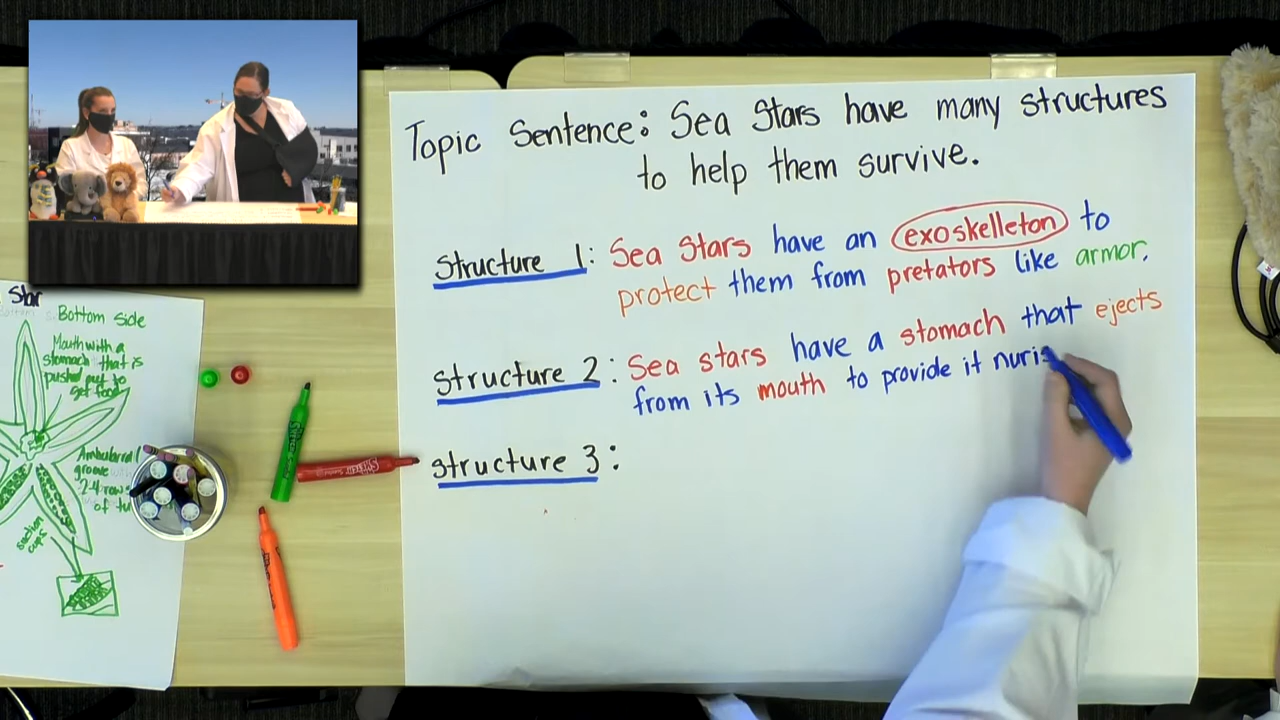 Topic Sentence: Sea Stars have many structures
to help them survive.
Structure 1: Sea Stars have an exoskelleton to
protect them from pretators like armor.
Structure 2: Sea stars have a stomach that ejects
from its mouth to provide it nuris
structure 3:
Star
Bottom side
Mouth with a
stomach that is
pushed out to
get food
Ambulacral
groove
2-4 rows
of tu
suction
cups